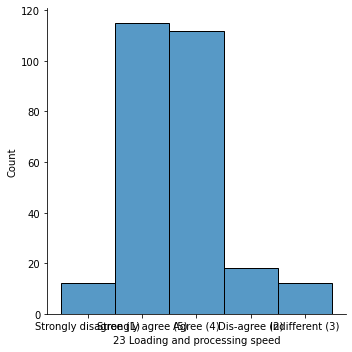 120
100
80
60
40
20
0
Count
Strongly disagree (1) Strongly agree (5) Agree (4) Dis-agree (2) Indifferent (3)
23 Loading and processing speed